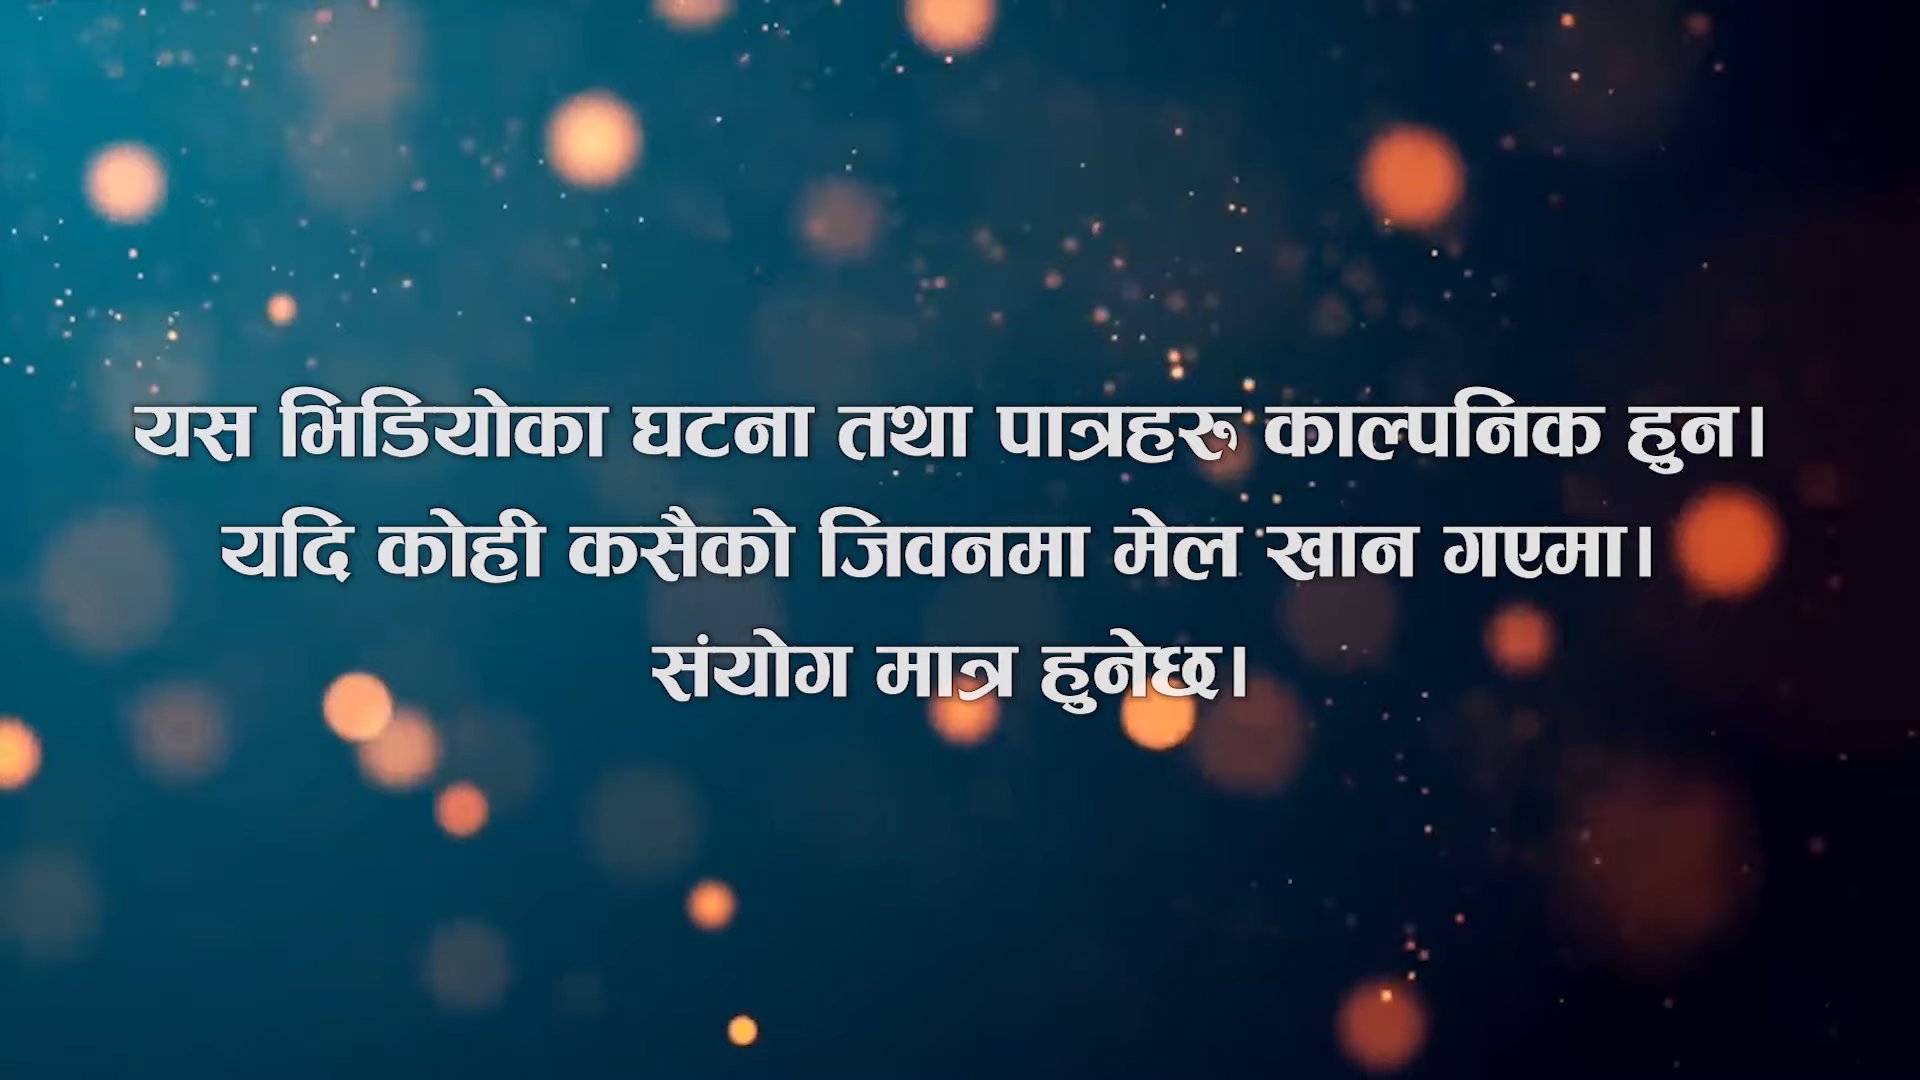 यस भिडियोका घटना तथा पात्रहरू काल्पनिक हुन।
यदि कोही कसैको जिवनमा मेल खान गएमा।
संयोग मात्र हुनेछ।